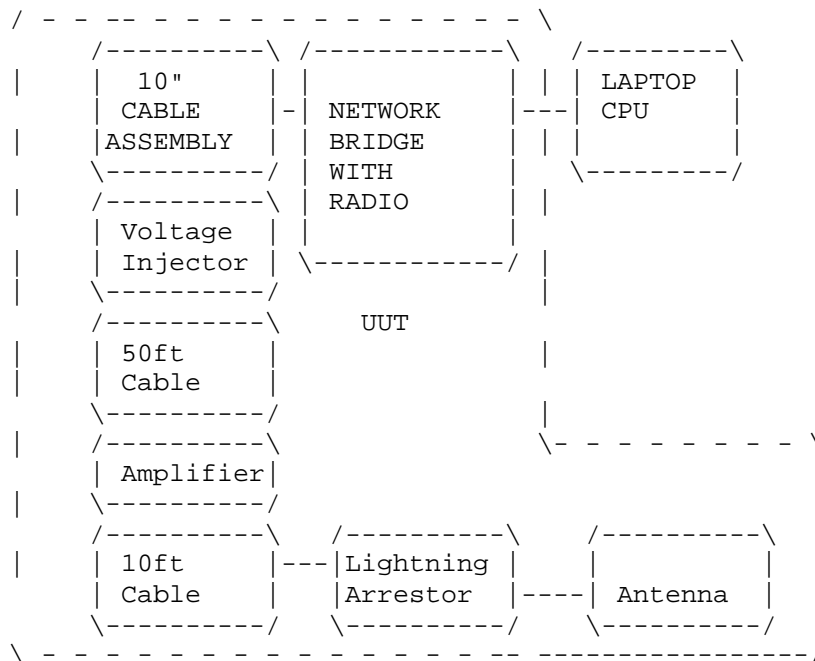 10"
CABLE
ASSEMBLY
NETWORK
BRIDGE
WITH
RADIO
LAPTOP
CPU
Voltage
Injector
UUT
50ft
Cable
Amplifier
10ft
Cable
Lightning
Arrestor
Antenna